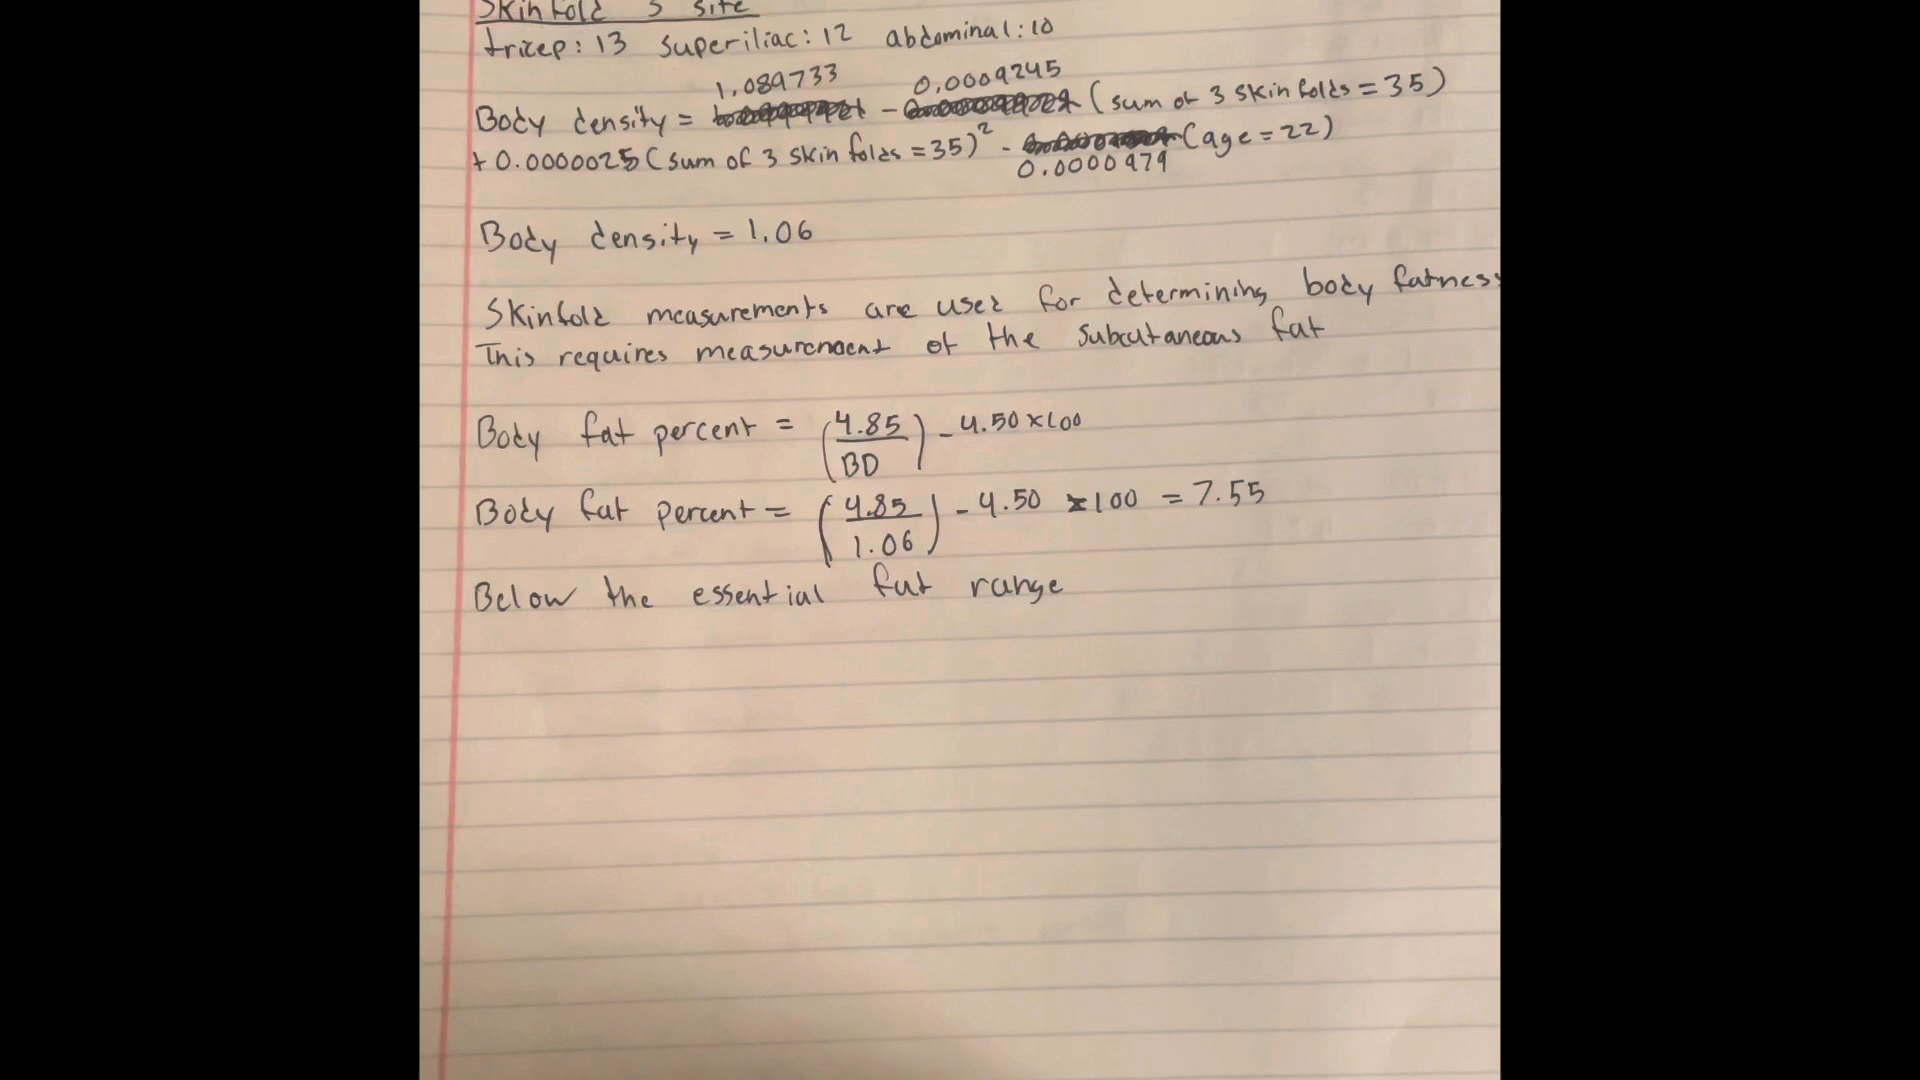 Skinfold 3 site
tricep: 13 superiliac: 12 abdominal: 10
1.089733 0.0009245
Body density = - (sum of 3 skin folds = 35)
+ 0.0000025 (sum of 3 skin folds = 35)² - (age = 22)
0.0000979
Body density = 1.06
Skinfold measurements are used for determining body fatness
This requires measurement of the subcutaneous fat
Body fat percent = (4.85/BD) - 4.50 x100
Body fat percent = (4.85/1.06) - 4.50 x100 = 7.55
Below the essential fat range